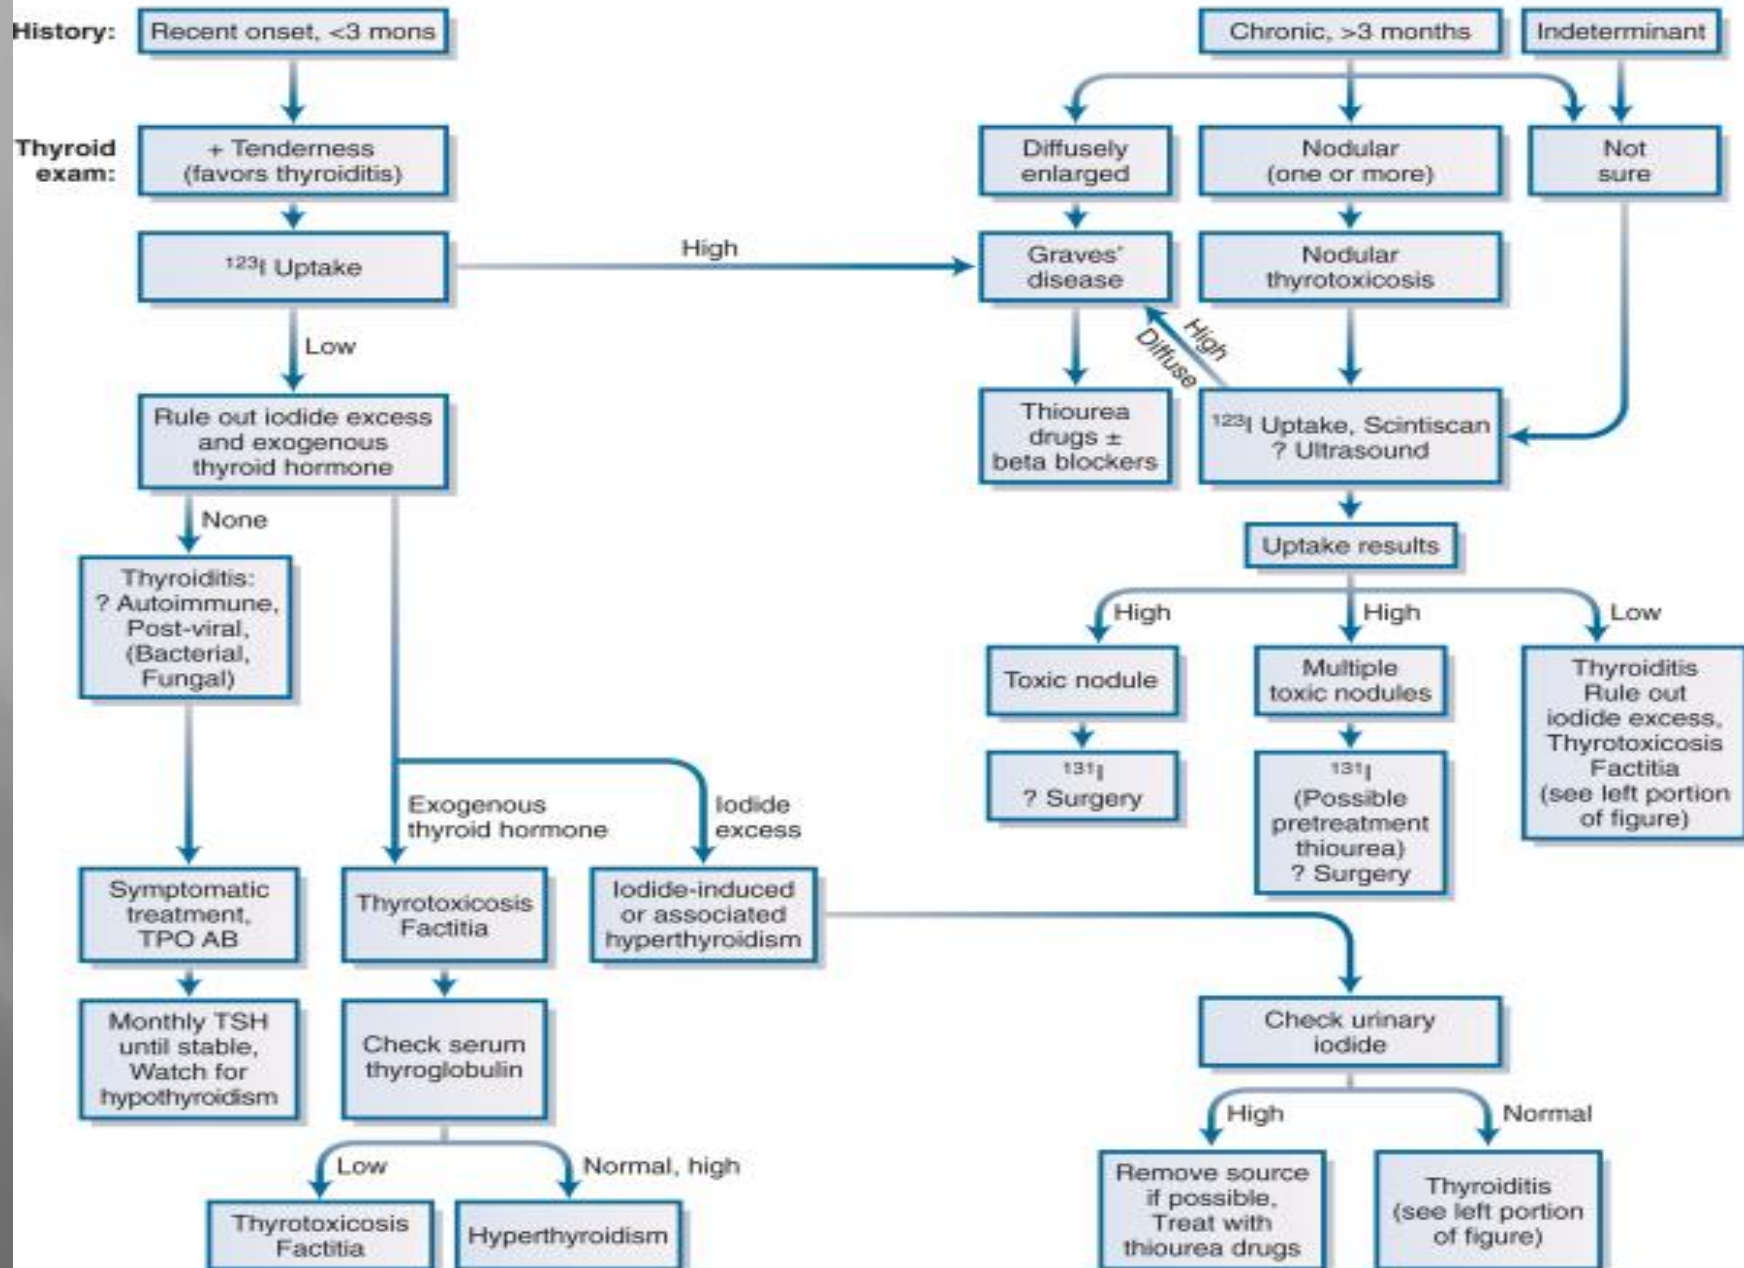 History:
Recent onset, <3 mons
Chronic, >3 months
Indeterminant
Thyroid
exam:
+ Tenderness
(favors thyroiditis)
Diffusely
enlarged
Nodular
(one or more)
Not
sure
¹²³I Uptake
High
Graves'
disease
Nodular
thyrotoxicosis
Low
High
Diffuse
Rule out iodide excess
and exogenous
thyroid hormone
Thiourea
drugs ±
beta blockers
¹²³I Uptake, Scintiscan
? Ultrasound
None
Uptake results
Thyroiditis:
? Autoimmune,
Post-viral,
(Bacterial,
Fungal)
High
High
Low
Toxic nodule
Multiple
toxic nodules
Thyroiditis
Rule out
iodide excess,
Thyrotoxicosis
Factitia
(see left portion
of figure)
¹³¹I
? Surgery
¹³¹I
(Possible
pretreatment
thiourea)
? Surgery
Exogenous
thyroid hormone
Iodide
excess
Symptomatic
treatment,
TPO AB
Thyrotoxicosis
Factitia
Iodide-induced
or associated
hyperthyroidism
Monthly TSH
until stable,
Watch for
hypothyroidism
Check serum
thyroglobulin
Check urinary
iodide
Low
Normal, high
High
Normal
Thyrotoxicosis
Factitia
Hyperthyroidism
Remove source
if possible,
Treat with
thiourea drugs
Thyroiditis
(see left portion
of figure)